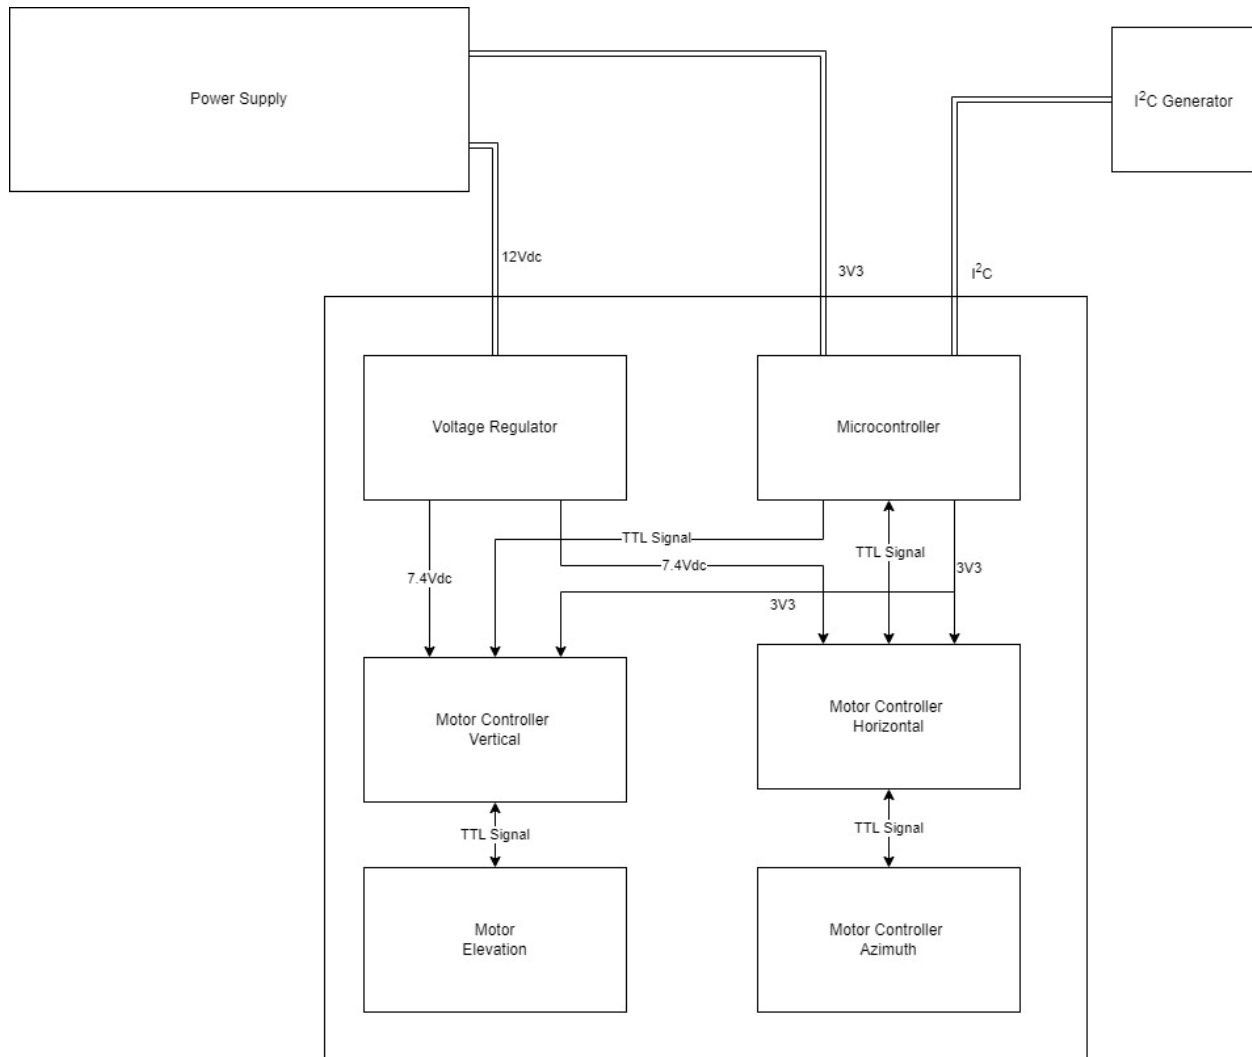 Power Supply
I²C Generator
12Vdc
3V3
I²C
Voltage Regulator
Microcontroller
TTL Signal
TTL Signal
7.4Vdc
3V3
7.4Vdc
3V3
Motor Controller
Vertical
Motor Controller
Horizontal
TTL Signal
TTL Signal
Motor
Elevation
Motor Controller
Azimuth